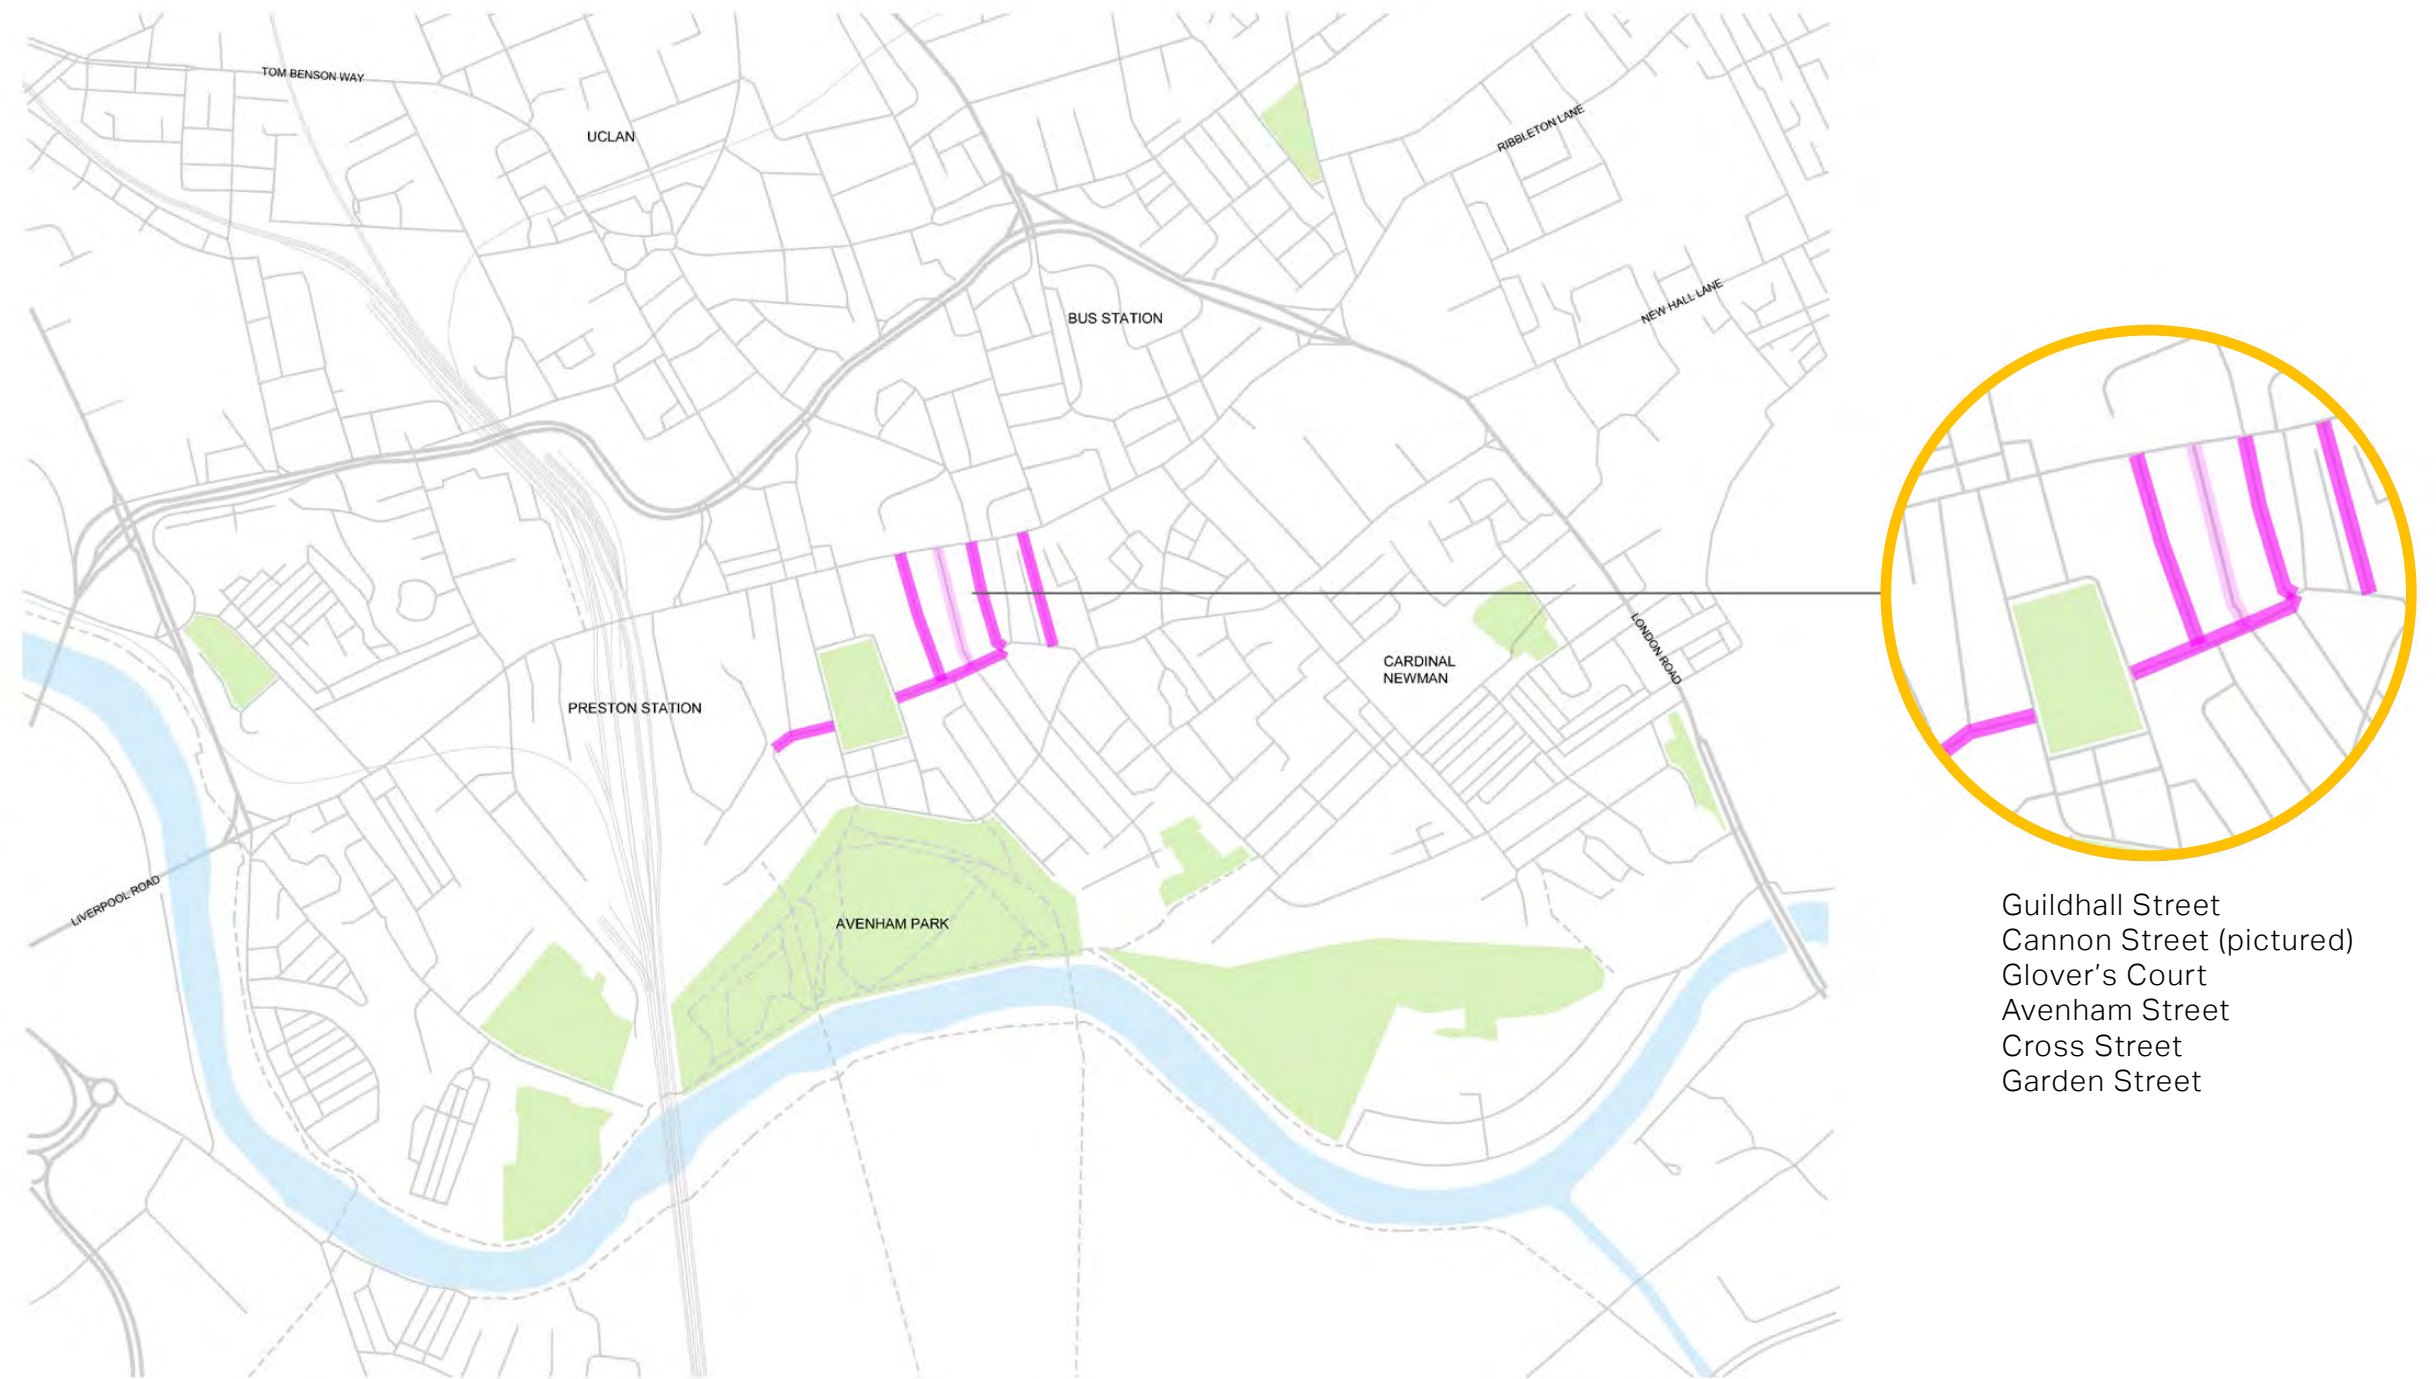 TOM BENSON WAY
UCLAN
RIBBLETON LANE
NEW HALL LANE
BUS STATION
LONDON ROAD
CARDINAL
NEWMAN
PRESTON STATION
LIVERPOOL ROAD
AVENHAM PARK
Guildhall Street
Cannon Street (pictured)
Glover's Court
Avenham Street
Cross Street
Garden Street